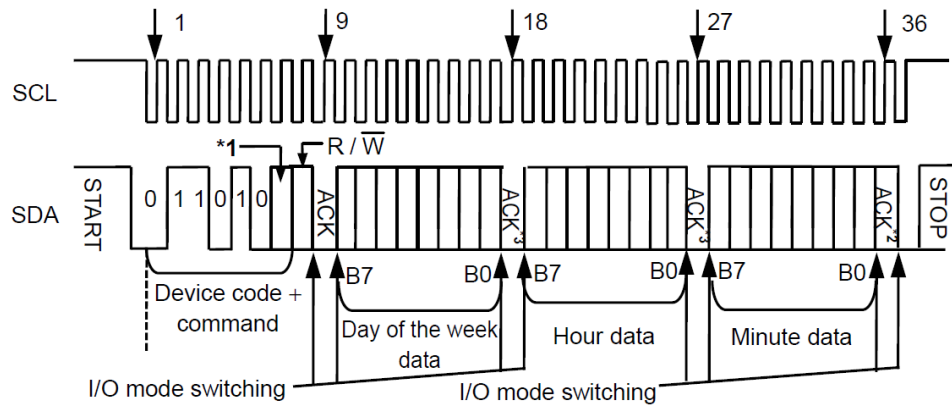 1 9 18 27 36
SCL
*1 R / W
SDA START 0 1 1 0 1 0 ACK ACK*3 ACK*3 ACK*2 STOP
B7 B0 B7 B0 B7 B0
Device code +
command
Day of the week
data
Hour data
Minute data
I/O mode switching I/O mode switching